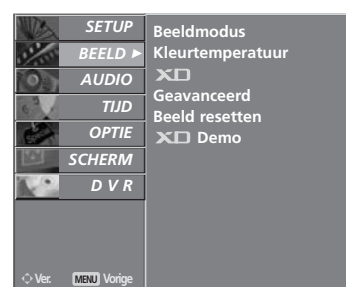 SETUP
BEELD ►
AUDIO
TIJD
OPTIE
SCHERM
D V R
Beeldmodus
Kleurtemperatuur
XD
Geavanceerd
Beeld resetten
XD Demo
Ver. MENU Vorige